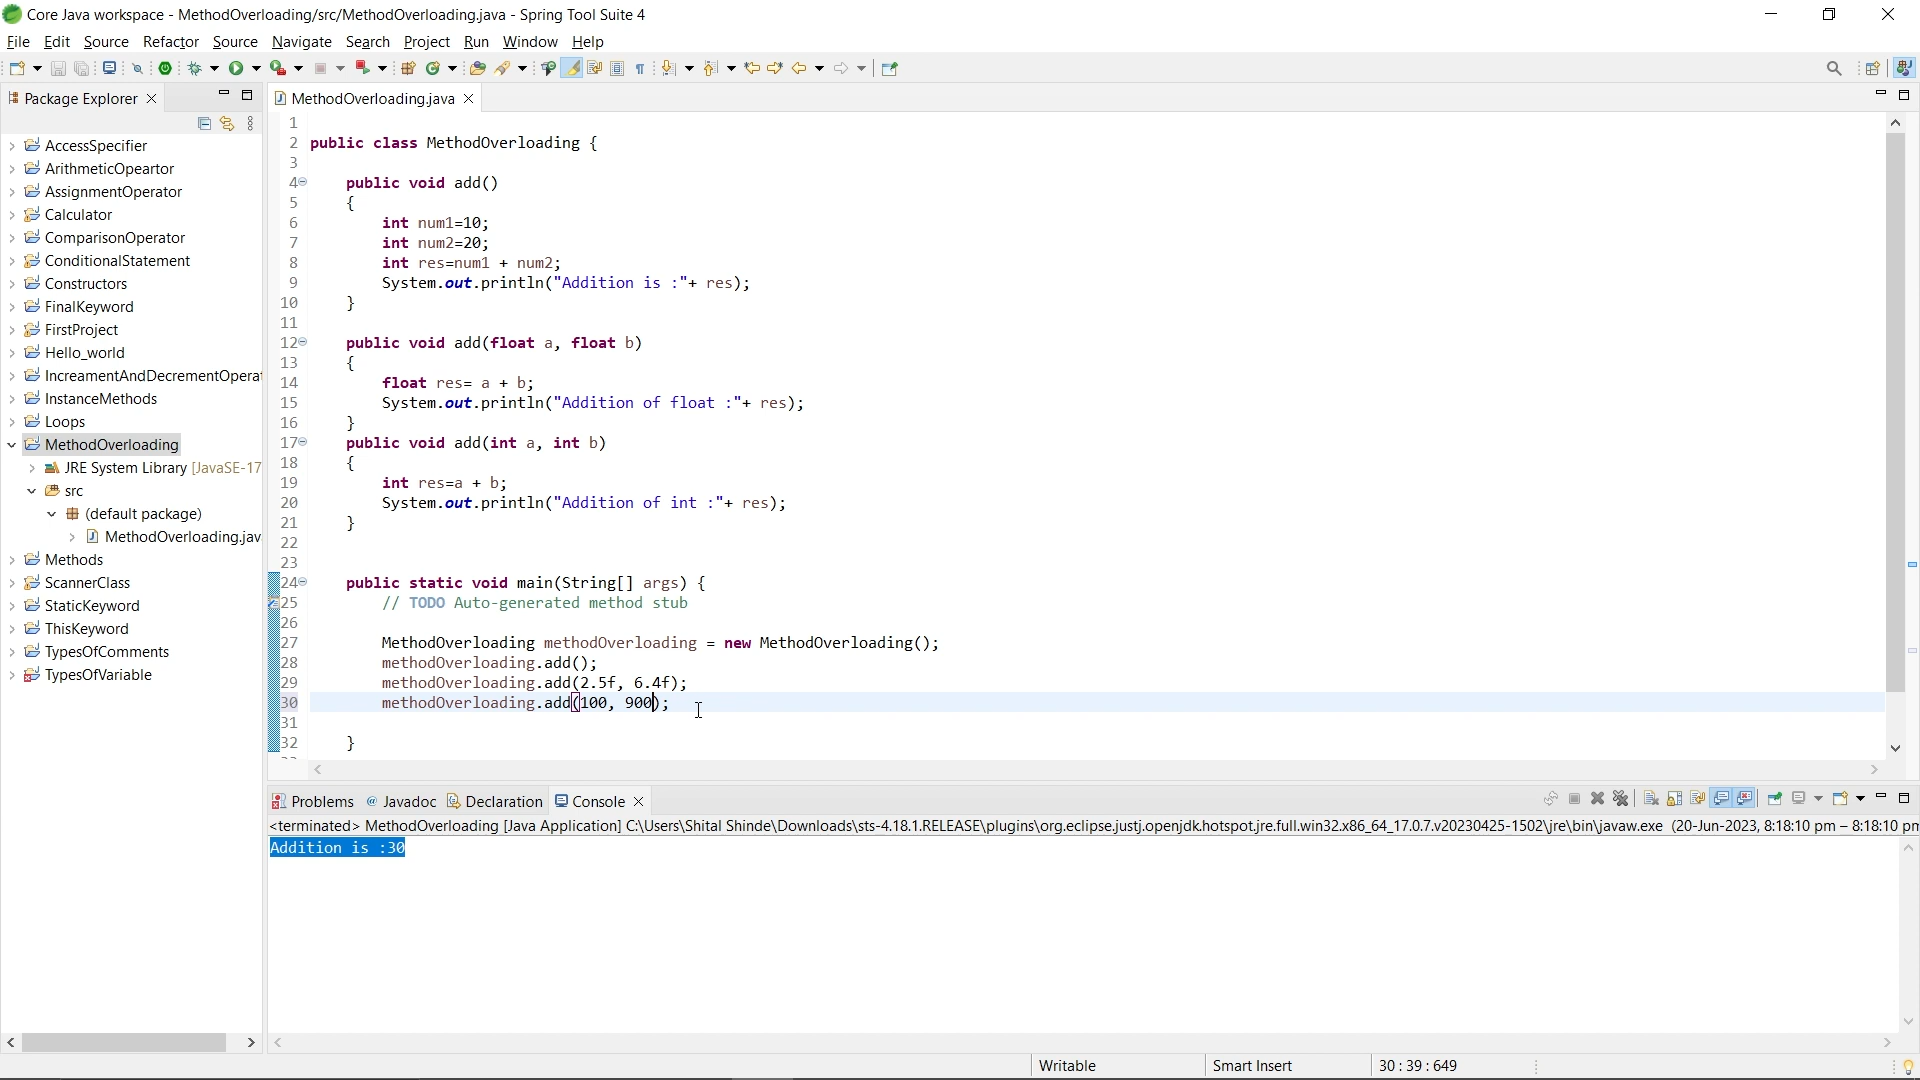 Core Java workspace - MethodOverloading/src/MethodOverloading.java - Spring Tool Suite 4
File Edit Source Refactor Source Navigate Search Project Run Window Help
Package Explorer
MethodOverloading.java
AccessSpecifier
ArithmeticOpeartor
AssignmentOperator
Calculator
ComparisonOperator
ConditionalStatement
Constructors
FinalKeyword
FirstProject
Hello_world
IncreamentAndDecrementOperat
InstanceMethods
Loops
MethodOverloading
JRE System Library [JavaSE-17
src
(default package)
MethodOverloading.jav
Methods
ScannerClass
StaticKeyword
ThisKeyword
TypesOfComments
TypesOfVariable
1
2 public class MethodOverloading {
3
4 public void add()
5 {
6 int num1=10;
7 int num2=20;
8 int res=num1 + num2;
9 System.out.println("Addition is :"+ res);
10 }
11
12 public void add(float a, float b)
13 {
14 float res= a + b;
15 System.out.println("Addition of float :"+ res);
16 }
17 public void add(int a, int b)
18 {
19 int res=a + b;
20 System.out.println("Addition of int :"+ res);
21 }
22
23
24 public static void main(String[] args) {
25 // TODO Auto-generated method stub
26
27 MethodOverloading methodOverloading = new MethodOverloading();
28 methodOverloading.add();
29 methodOverloading.add(2.5f, 6.4f);
30 methodOverloading.add(100, 900);
31
32 }
Problems Javadoc Declaration Console
<terminated> MethodOverloading [Java Application] C:\Users\Shital Shinde\Downloads\sts-4.18.1.RELEASE\plugins\org.eclipse.justj.openjdk.hotspot.jre.full.win32.x86_64_17.0.7.v20230425-1502\jre\bin\javaw.exe (20-Jun-2023, 8:18:10 pm – 8:18:10 pm
Addition is :30
Writable Smart Insert 30 : 39 : 649